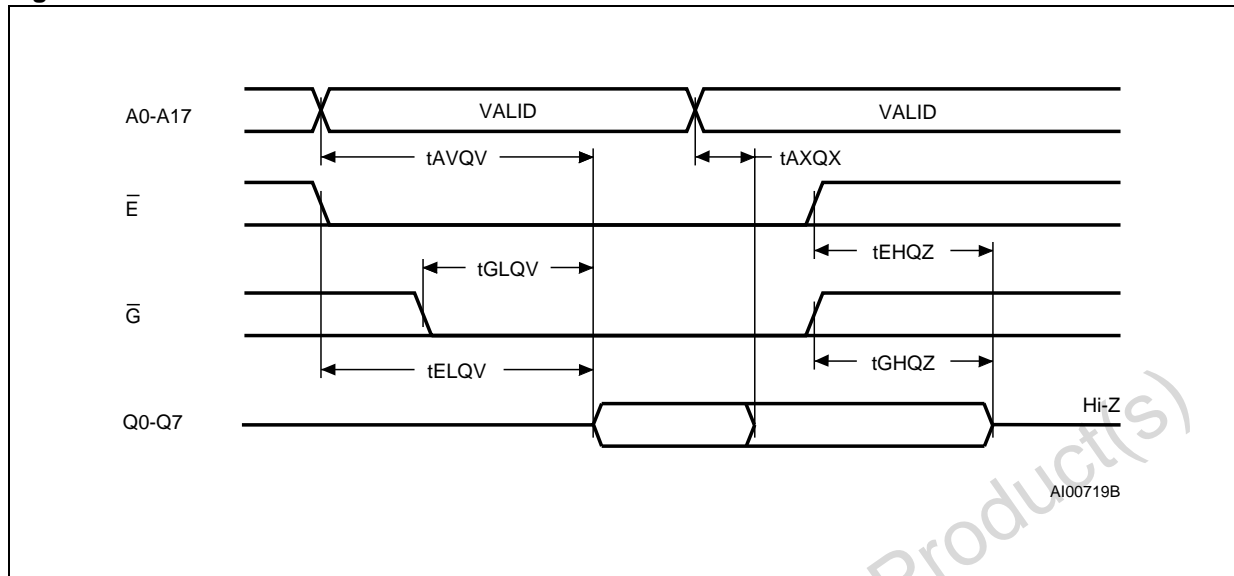 A0-A17
VALID
VALID
tAVQV
tAXQX
E̅
tEHQZ
tGLQV
G̅
tGHQZ
tELQV
Hi-Z
Q0-Q7
AI00719B
Product(s)